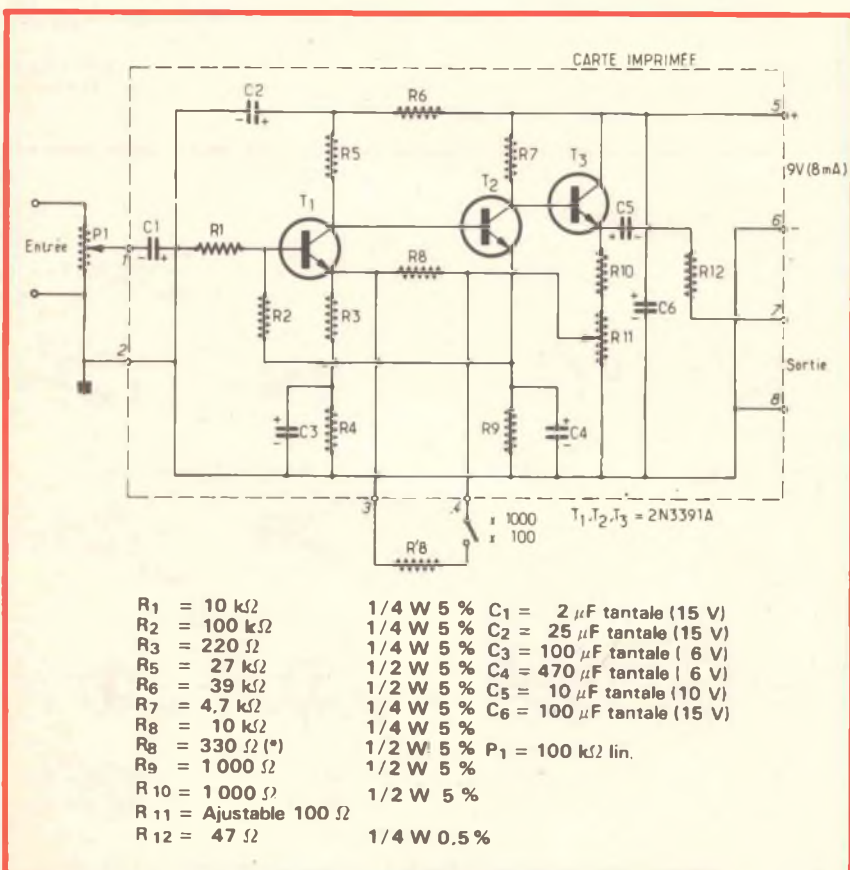 CARTE IMPRIMÉE
C2
R6
5
+
R5
R7
T3
9V(8mA)
T1
T2
C5
P1
C1
R1
6
-
Entrée
1
R8
R10
R12
R2
R3
C6
7
R11
2
Sortie
C3
R4
R9
C4
8
3
4
x 1000
x 100
T1,T2,T3 = 2N3391A
R'8
R1 = 10 kΩ 1/4 W 5 % C1 = 2 µF tantale (15 V)
R2 = 100 kΩ 1/4 W 5 % C2 = 25 µF tantale (15 V)
R3 = 220 Ω 1/4 W 5 % C3 = 100 µF tantale ( 6 V)
R5 = 27 kΩ 1/2 W 5 % C4 = 470 µF tantale ( 6 V)
R6 = 39 kΩ 1/2 W 5 % C5 = 10 µF tantale (10 V)
R7 = 4,7 kΩ 1/4 W 5 % C6 = 100 µF tantale (15 V)
R8 = 10 kΩ 1/4 W 5 %
R8 = 330 Ω (*) 1/2 W 5 % P1 = 100 kΩ lin.
R9 = 1000 Ω 1/2 W 5 %
R10 = 1000 Ω 1/2 W 5 %
R11 = Ajustable 100 Ω
R12 = 47 Ω 1/4 W 0.5 %